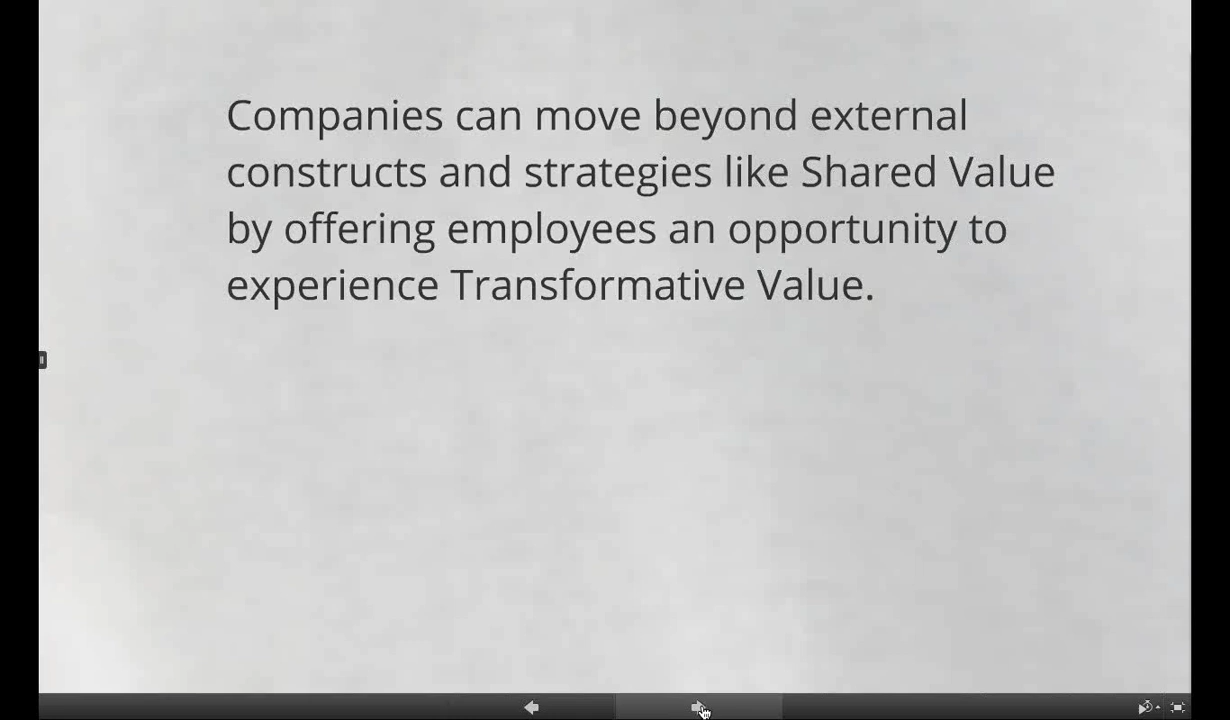 Companies can move beyond external
constructs and strategies like Shared Value
by offering employees an opportunity to
experience Transformative Value.